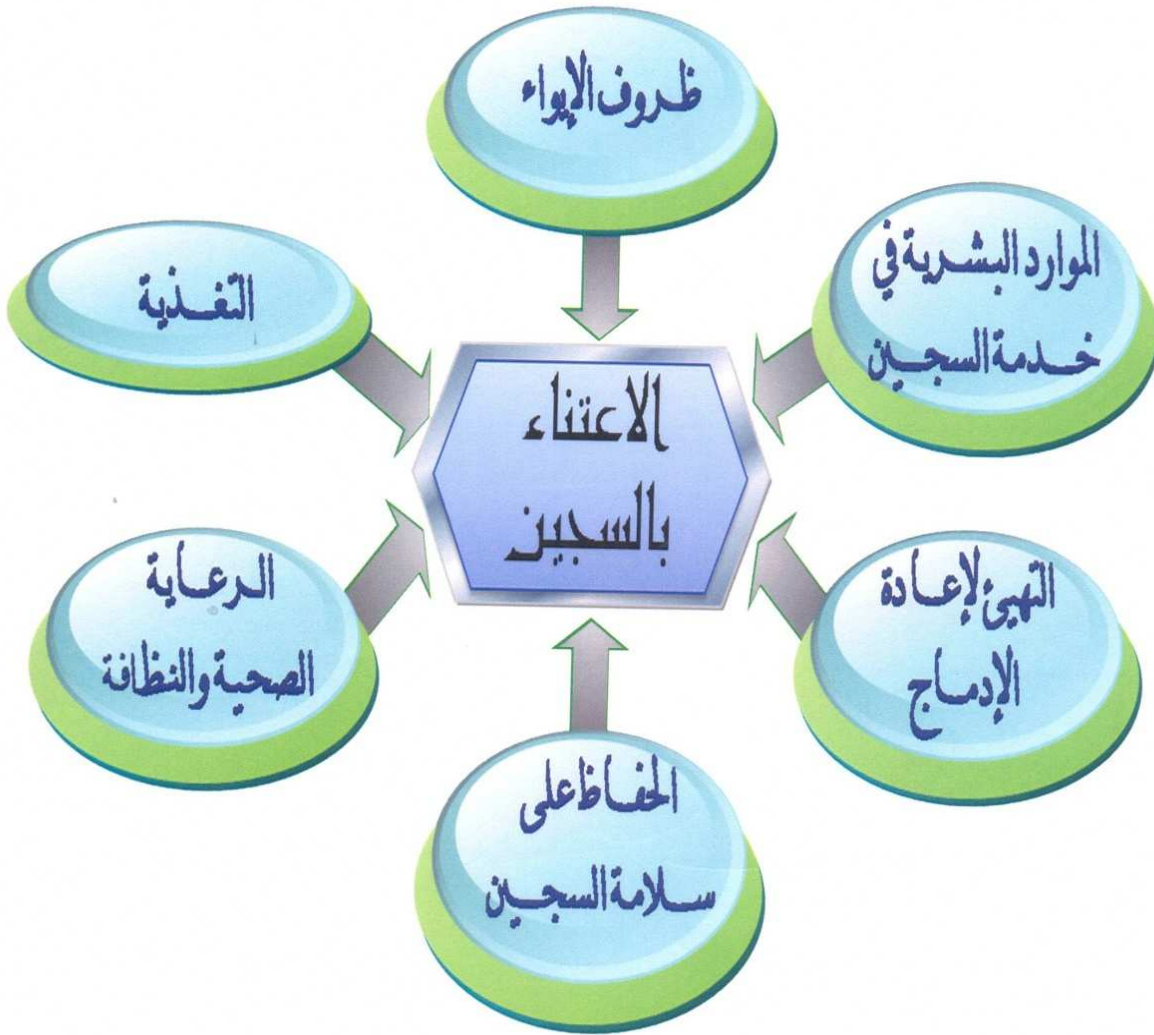 ظروف الإيواء
الموارد البشرية في
خدمة السجين
التغذية
الاعتناء
بالسجين
التهيئ لإعادة
الإدماج
الرعاية
الصحية والنظافة
الحفاظ على
سلامة السجين